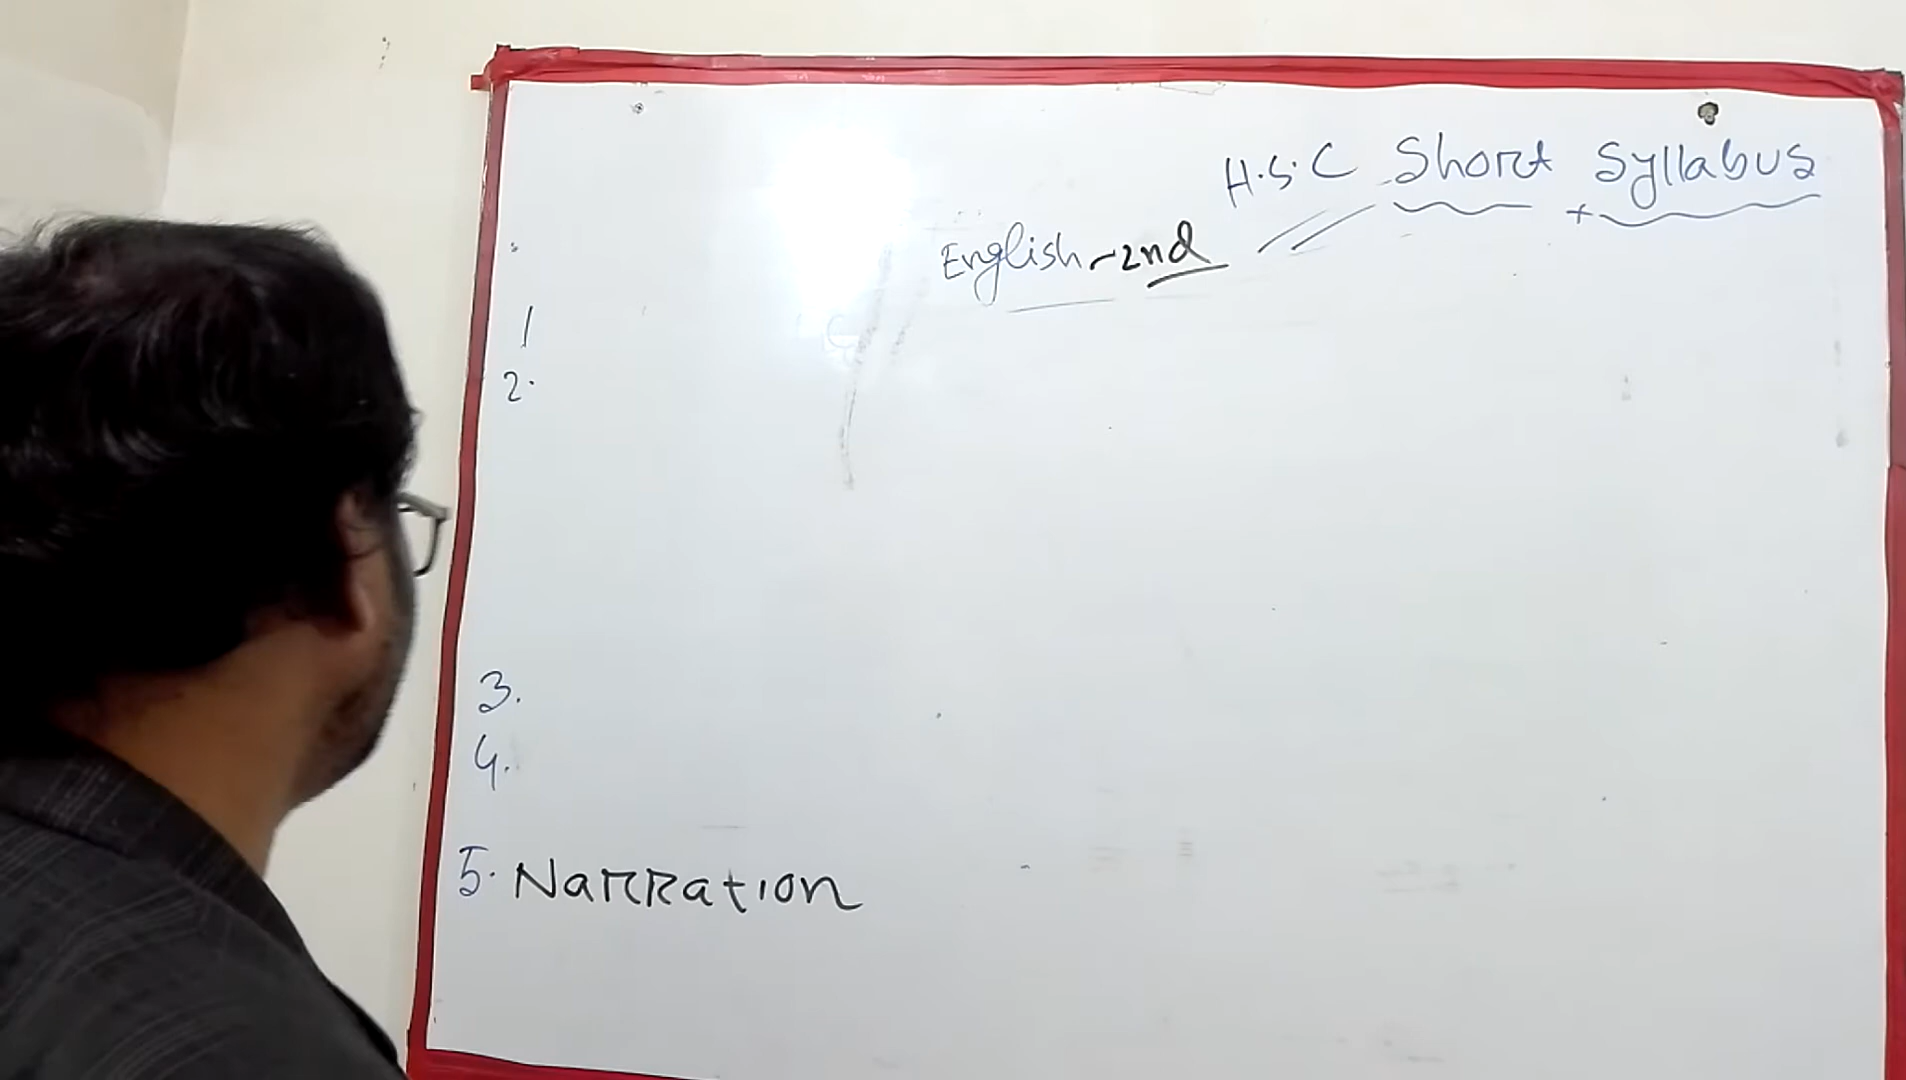 H.S.C Short Syllabus
English-2nd
1
2.
3.
4.
5. Narration